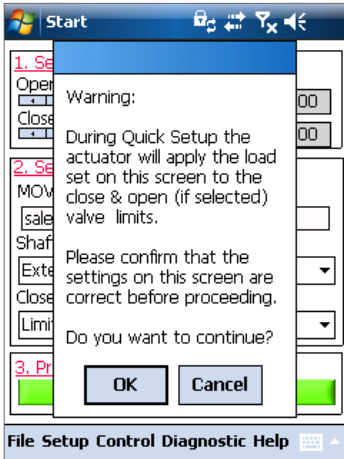 Start
1. Se
Open
00
Close
00
2. Se
MOV
sale
Shaf
Exte
Close
Limi
3. Pr
Warning:
During Quick Setup the
actuator will apply the load
set on this screen to the
close & open (if selected)
valve limits.
Please confirm that the
settings on this screen are
correct before proceeding.
Do you want to continue?
OK
Cancel
File Setup Control Diagnostic Help